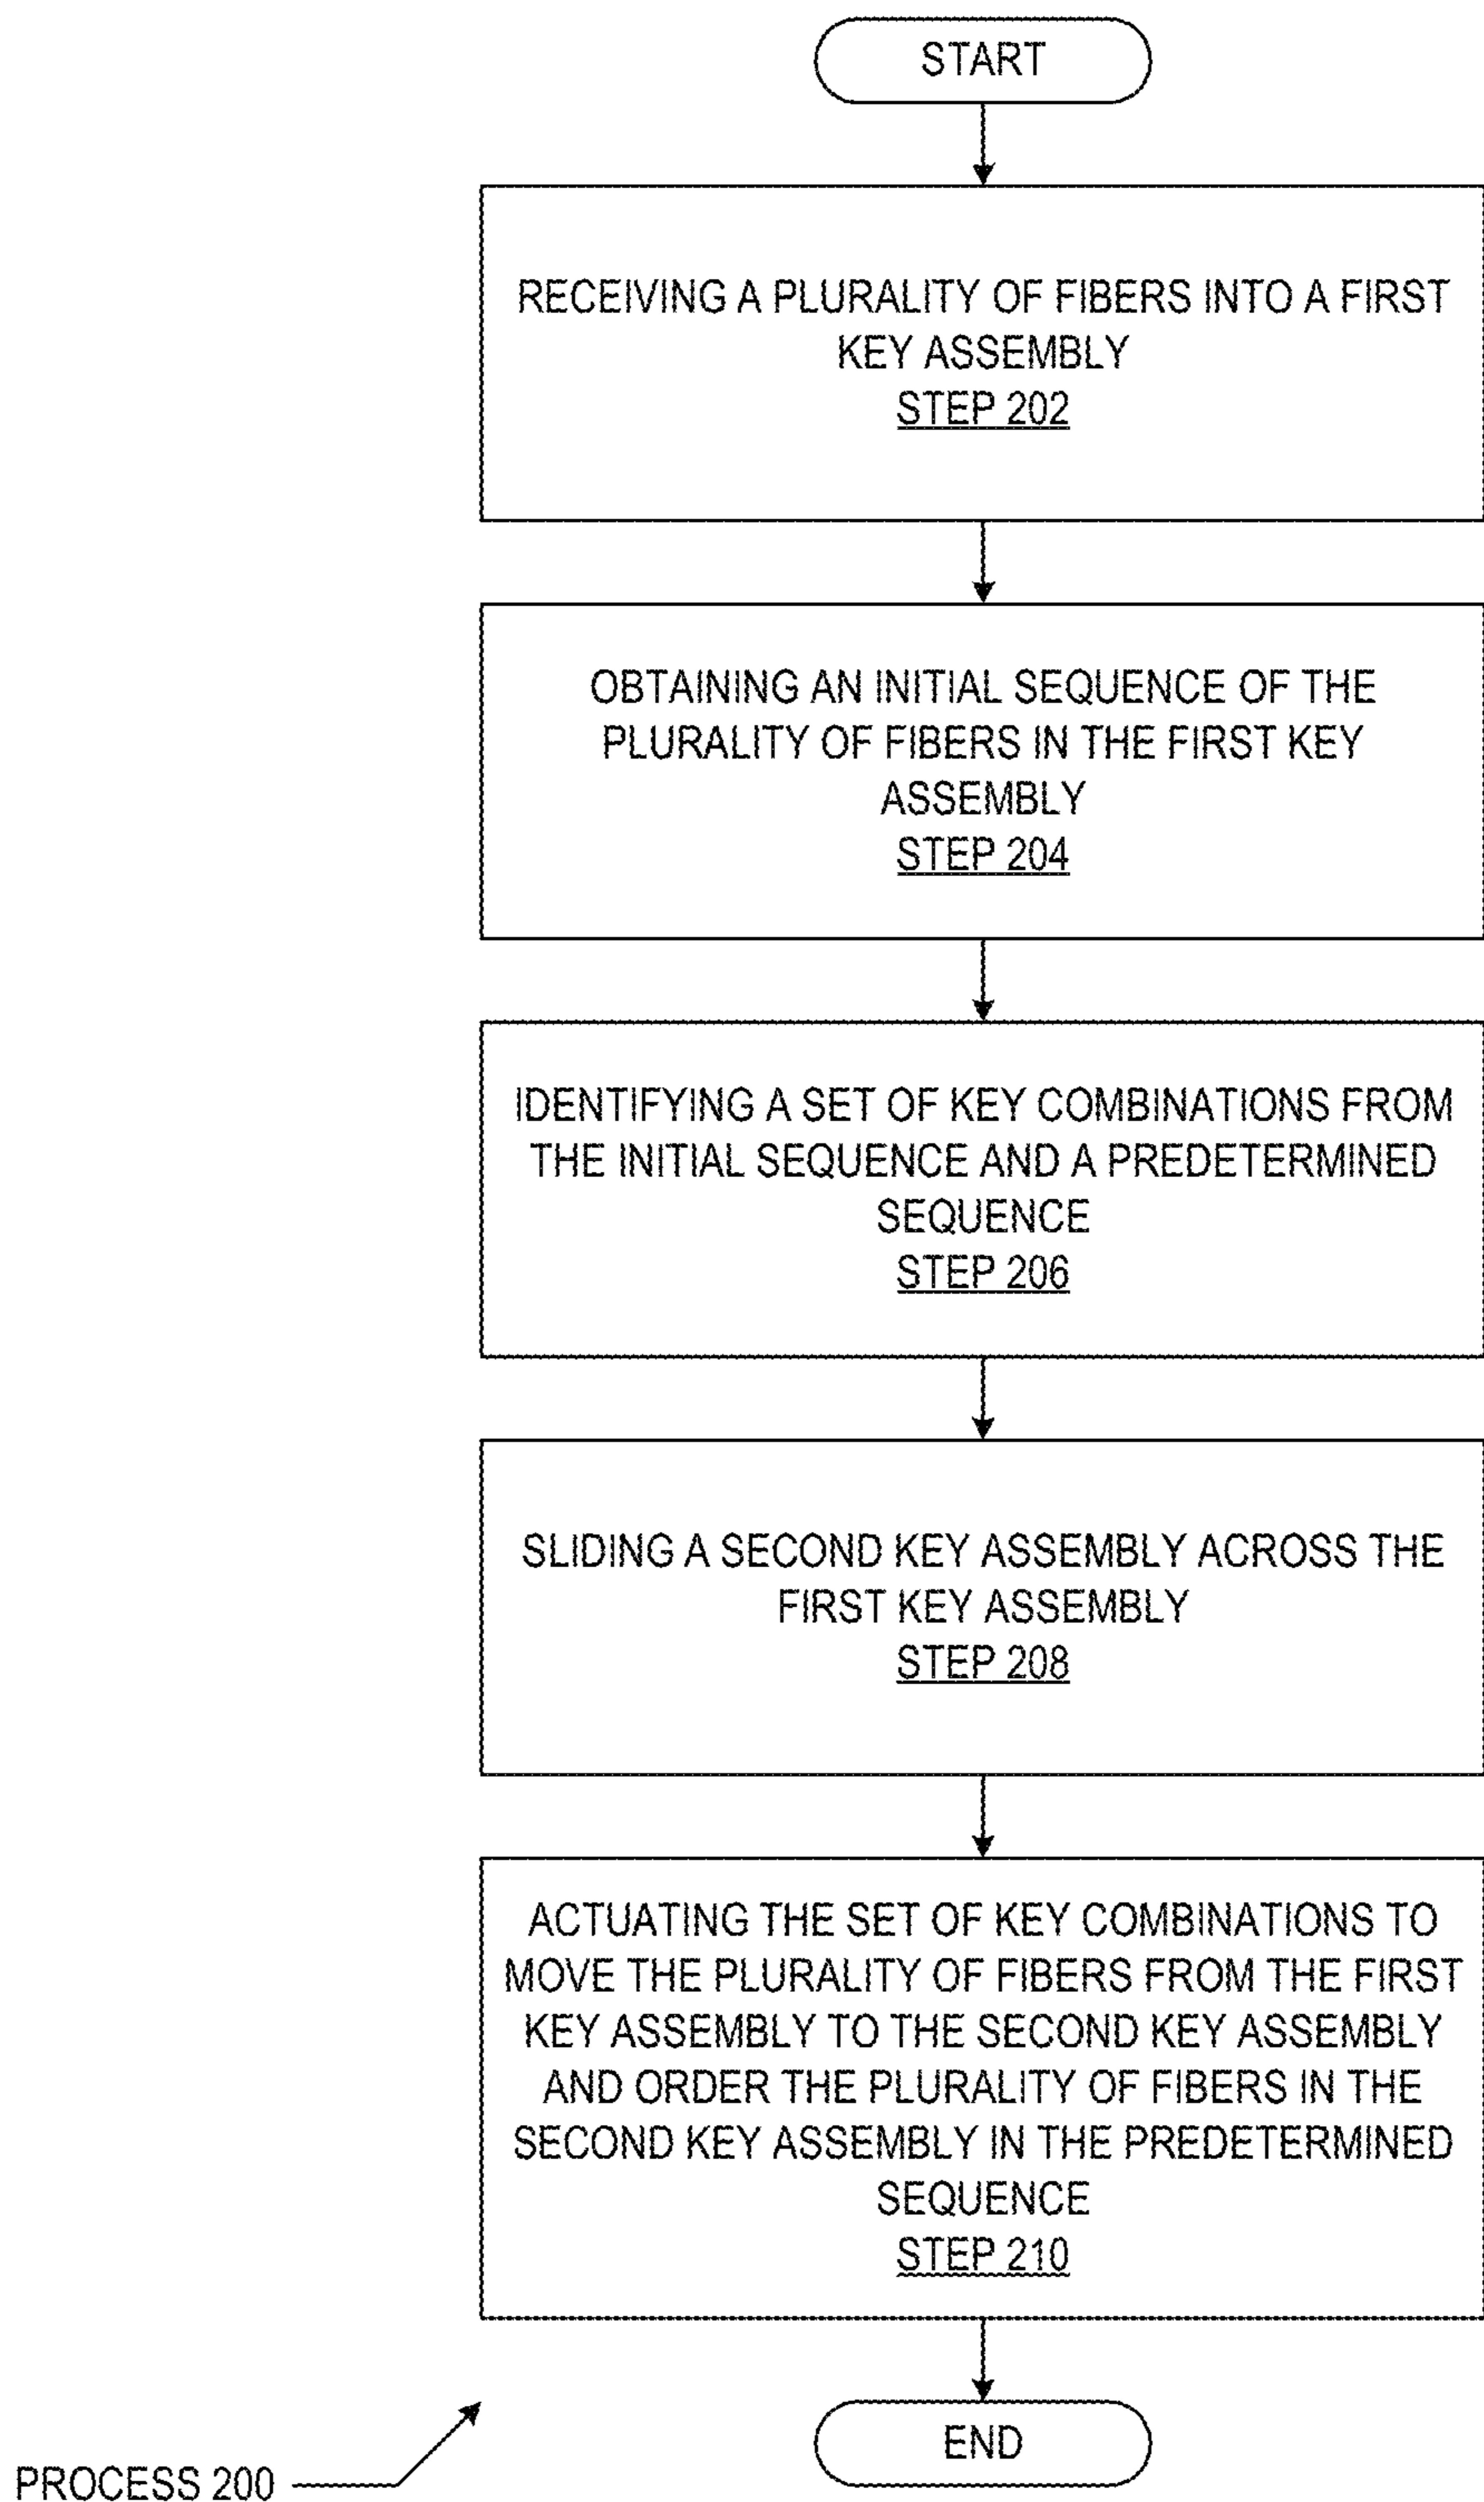 START
RECEIVING A PLURALITY OF FIBERS INTO A FIRST
KEY ASSEMBLY
STEP 202
OBTAINING AN INITIAL SEQUENCE OF THE
PLURALITY OF FIBERS IN THE FIRST KEY
ASSEMBLY
STEP 204
IDENTIFYING A SET OF KEY COMBINATIONS FROM
THE INITIAL SEQUENCE AND A PREDETERMINED
SEQUENCE
STEP 206
SLIDING A SECOND KEY ASSEMBLY ACROSS THE
FIRST KEY ASSEMBLY
STEP 208
ACTUATING THE SET OF KEY COMBINATIONS TO
MOVE THE PLURALITY OF FIBERS FROM THE FIRST
KEY ASSEMBLY TO THE SECOND KEY ASSEMBLY
AND ORDER THE PLURALITY OF FIBERS IN THE
SECOND KEY ASSEMBLY IN THE PREDETERMINED
SEQUENCE
STEP 210
END
PROCESS 200